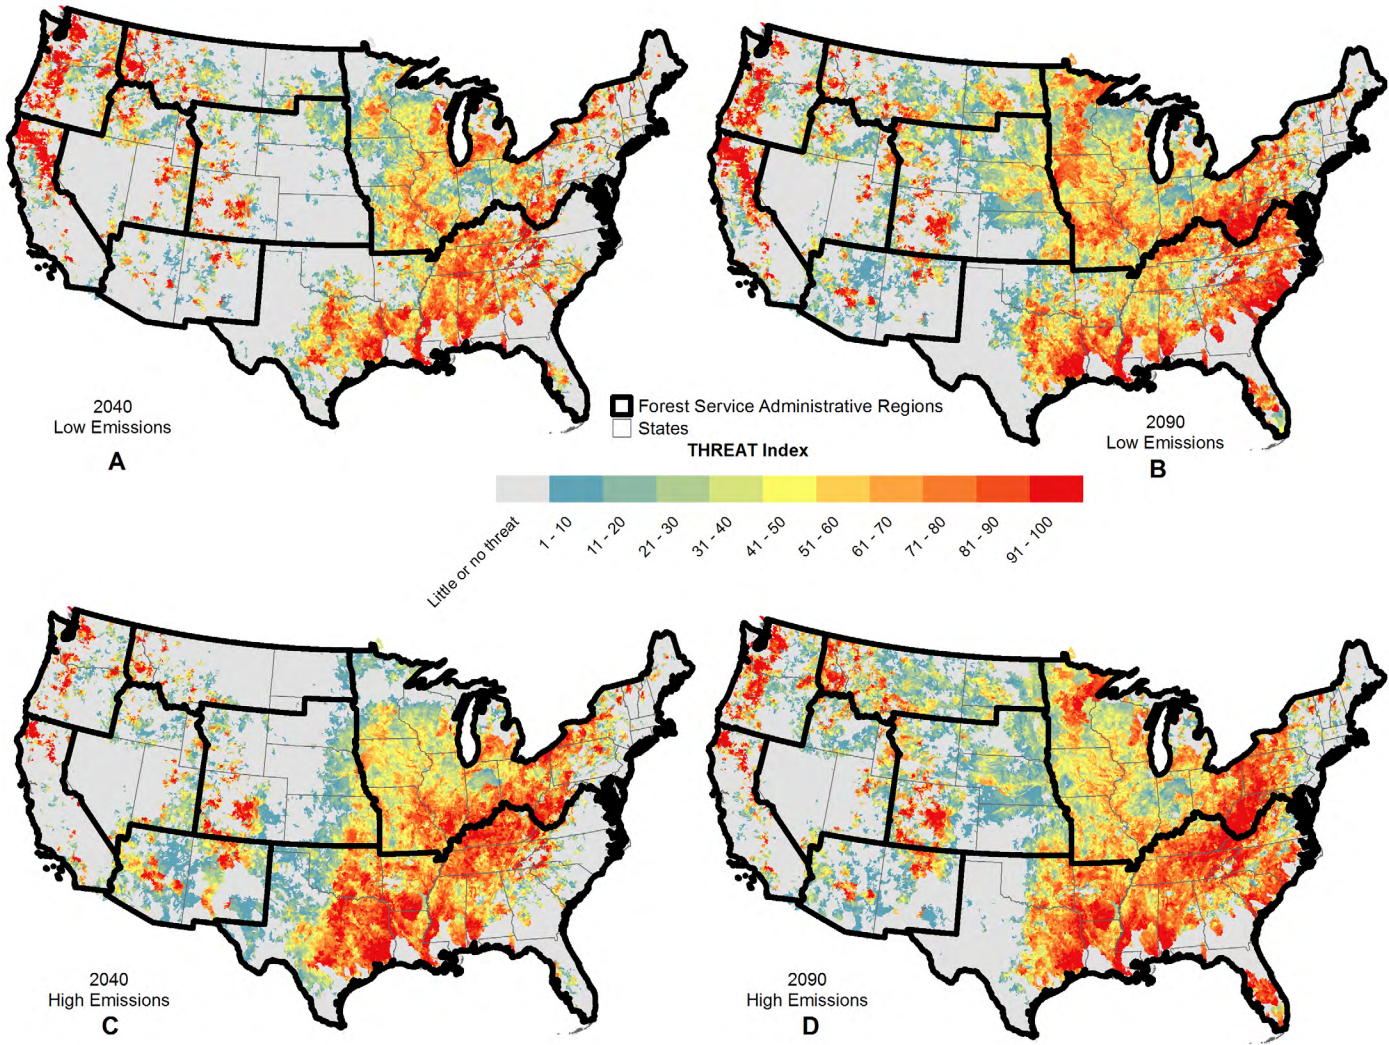 2040
Low Emissions
A
Forest Service Administrative Regions
States
2090
Low Emissions
B
THREAT Index
Little or no threat
1 - 10
11 - 20
21 - 30
31 - 40
41 - 50
51 - 60
61 - 70
71 - 80
81 - 90
91 - 100
2040
High Emissions
C
2090
High Emissions
D